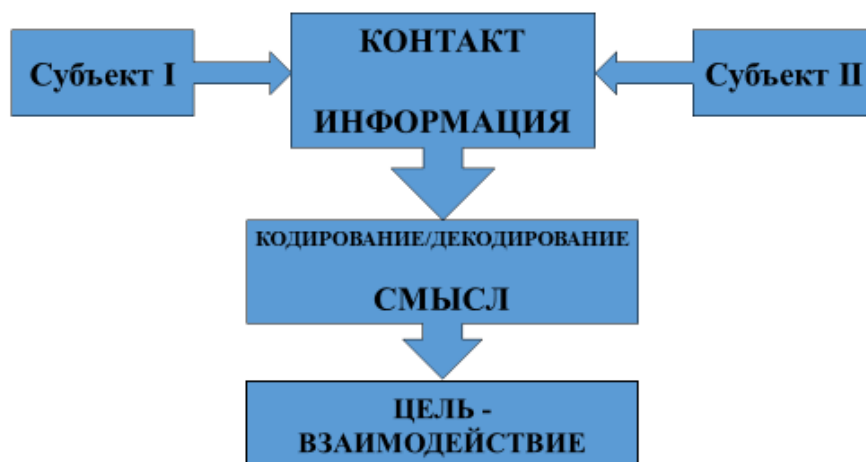 Субъект I
КОНТАКТ
ИНФОРМАЦИЯ
Субъект II
КОДИРОВАНИЕ/ДЕКОДИРОВАНИЕ
СМЫСЛ
ЦЕЛЬ -
ВЗАИМОДЕЙСТВИЕ